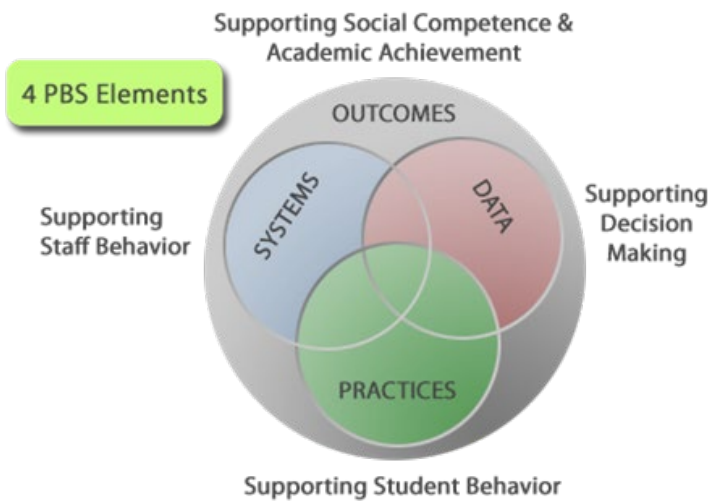 Supporting Social Competence &
Academic Achievement
4 PBS Elements
OUTCOMES
SYSTEMS
DATA
Supporting
Staff Behavior
Supporting
Decision
Making
PRACTICES
Supporting Student Behavior